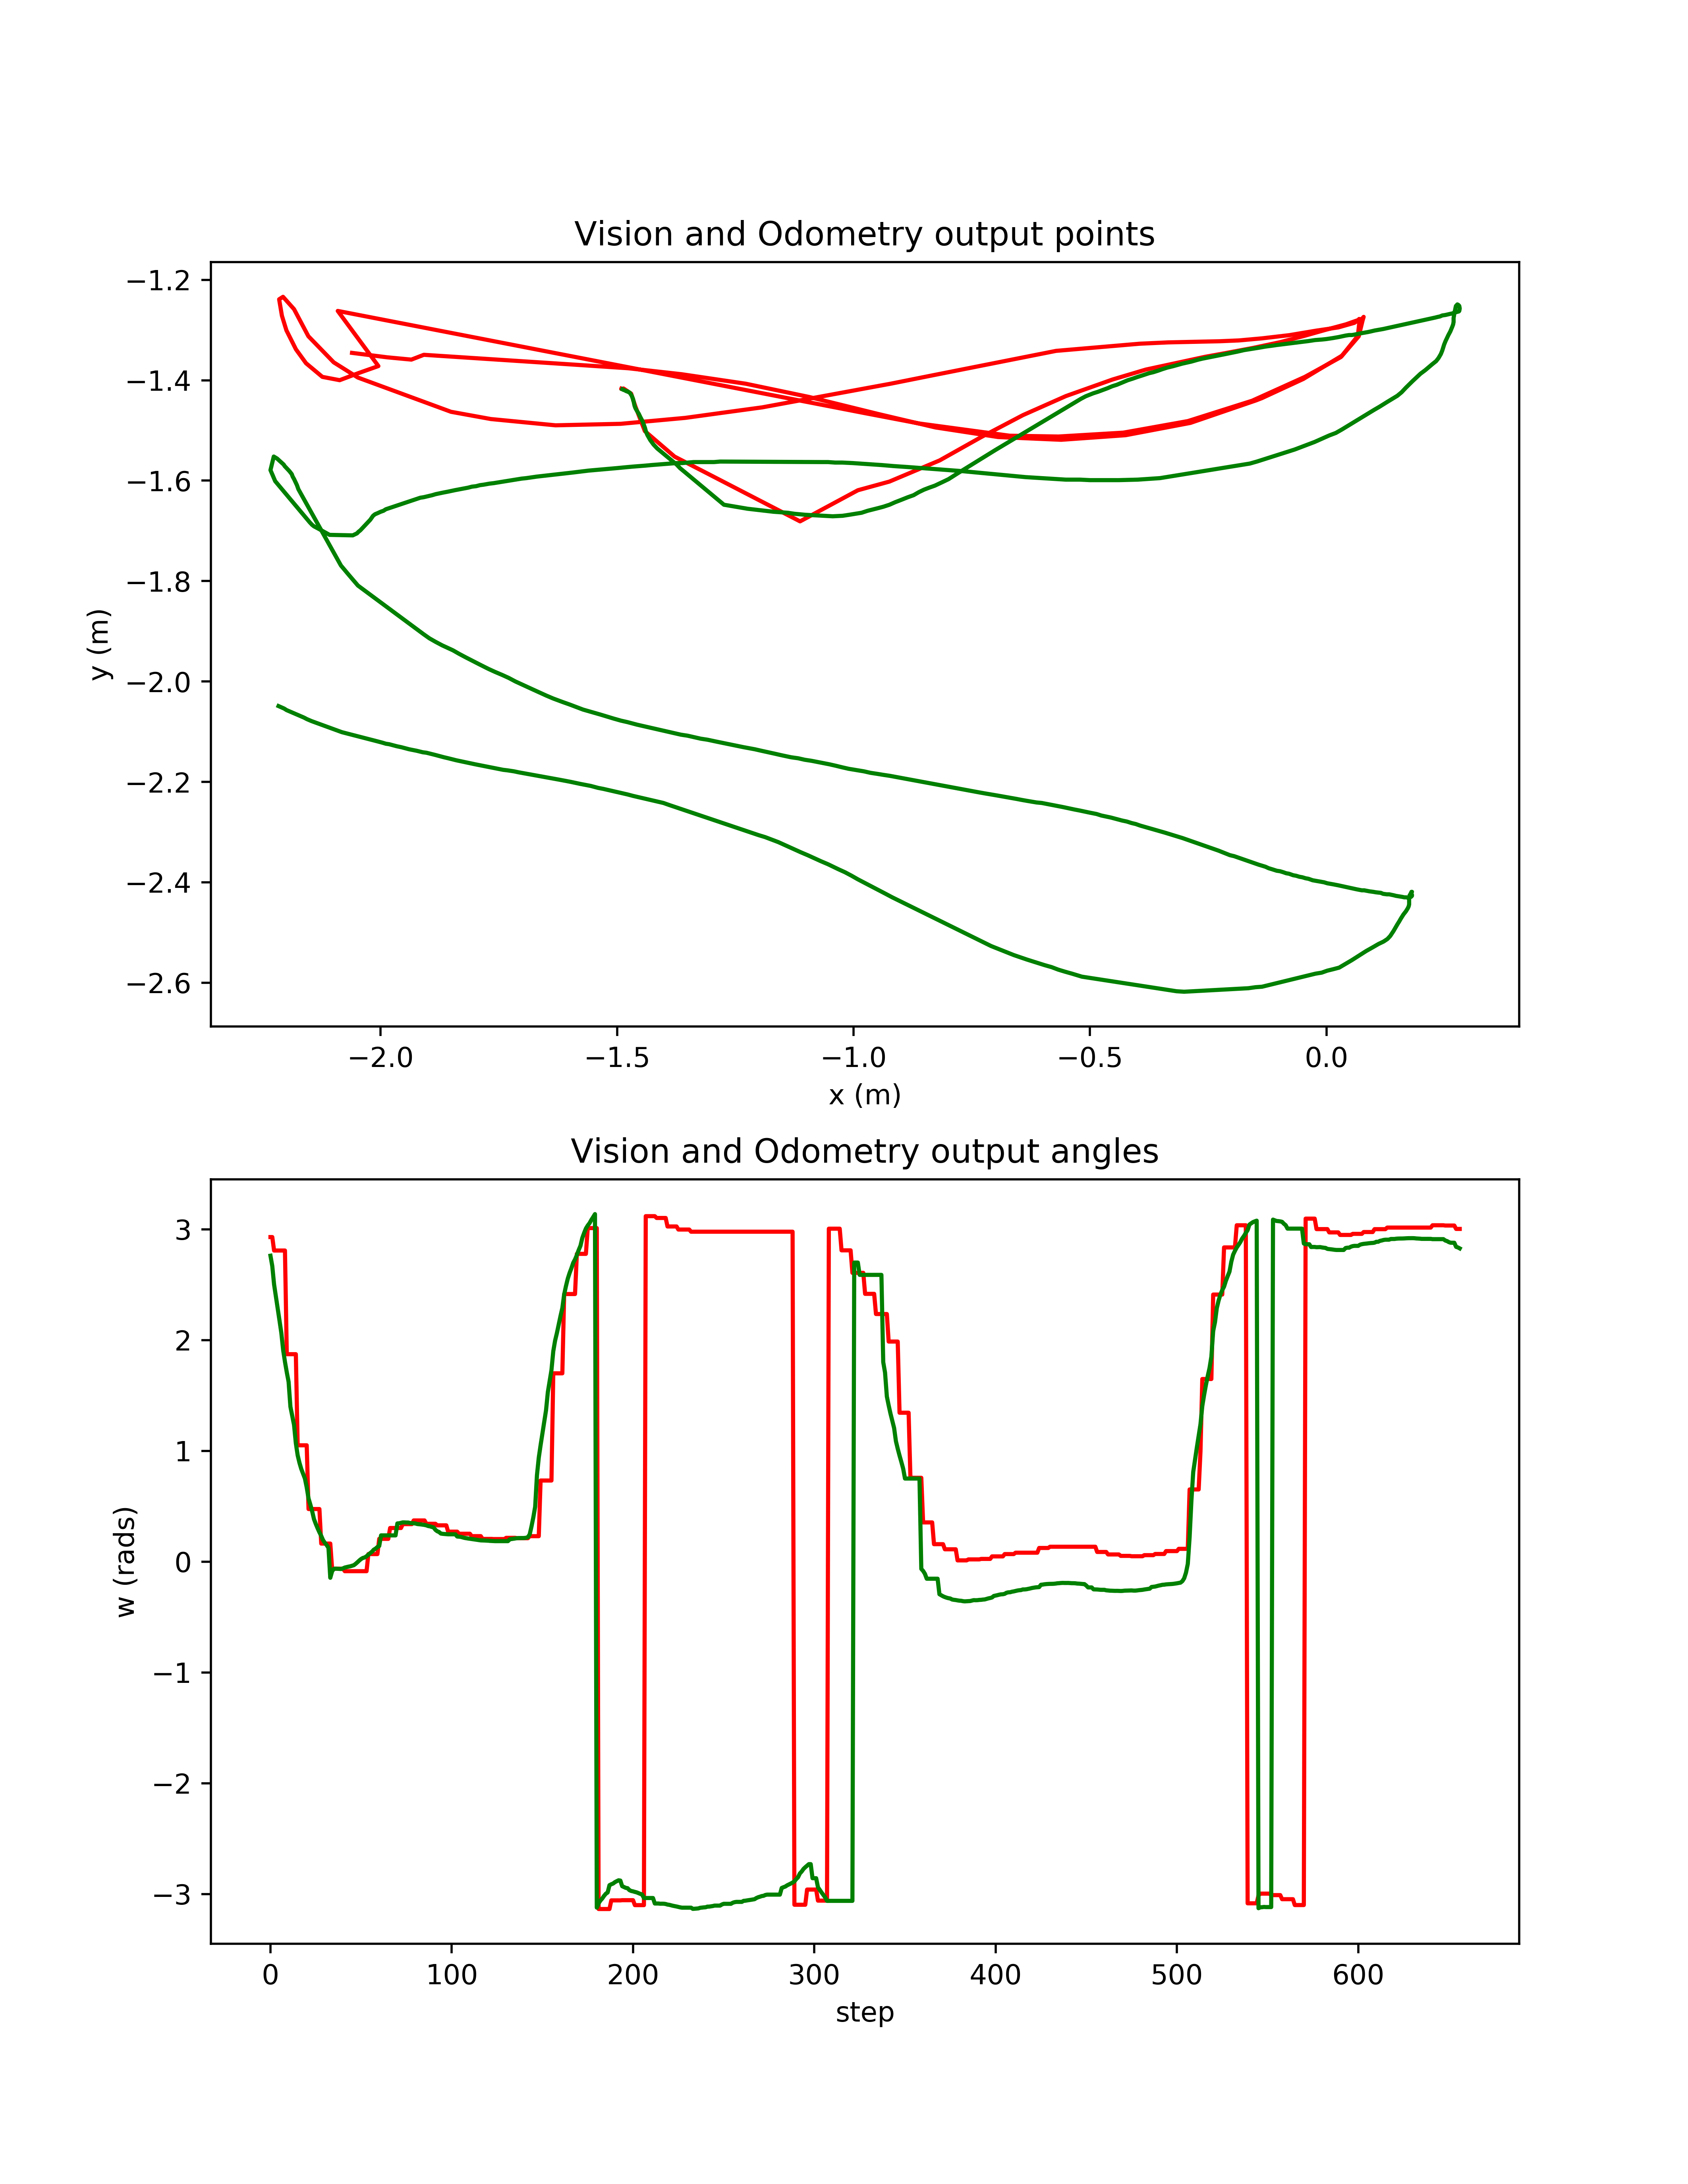 Vision and Odometry output points
−1.2
−1.4
−1.6
−1.8
−2.0
−2.2
−2.4
−2.6
y (m)
−2.0 −1.5 −1.0 −0.5 0.0
x (m)
Vision and Odometry output angles
3
2
1
0
−1
−2
−3
w (rads)
0 100 200 300 400 500 600
step